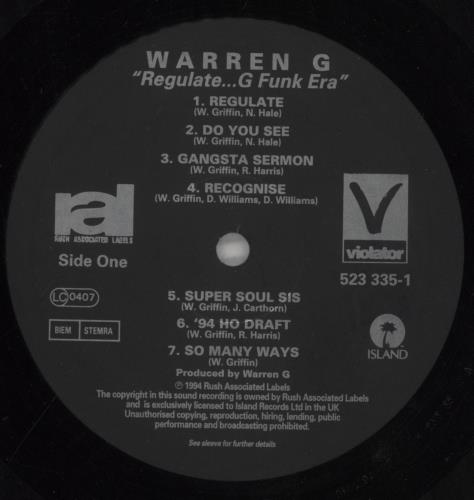 WARREN G
"Regulate...G Funk Era"
1. REGULATE
(W. Griffin, N. Hale)
2. DO YOU SEE
(W. Griffin, N. Hale)
3. GANGSTA SERMON
(W. Griffin, R. Harris)
4. RECOGNISE
(W. Griffin, D. Williams, D. Williams)
ral
RUSH ASSOCIATED LABELS
Side One
V
violator
523 335-1
LC 0407
BIEM STEMRA
5. SUPER SOUL SIS
(W. Griffin, J. Carthorn)
6. '94 HO DRAFT
(W. Griffin, R. Harris)
7. SO MANY WAYS
(W. Griffin)
Produced by Warren G
ISLAND
℗ 1994 Rush Associated Labels
The copyright in this sound recording is owned by Rush Associated Labels
and is exclusively licensed to Island Records Ltd in the UK
Unauthorised copying, reproduction, hiring, lending, public
performance and broadcasting prohibited.
See sleeve for further details